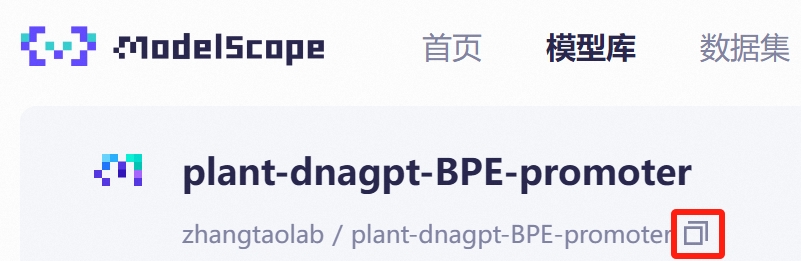 ModelScope 首页 模型库 数据集
plant-dnagpt-BPE-promoter
zhangtaolab / plant-dnagpt-BPE-promoter